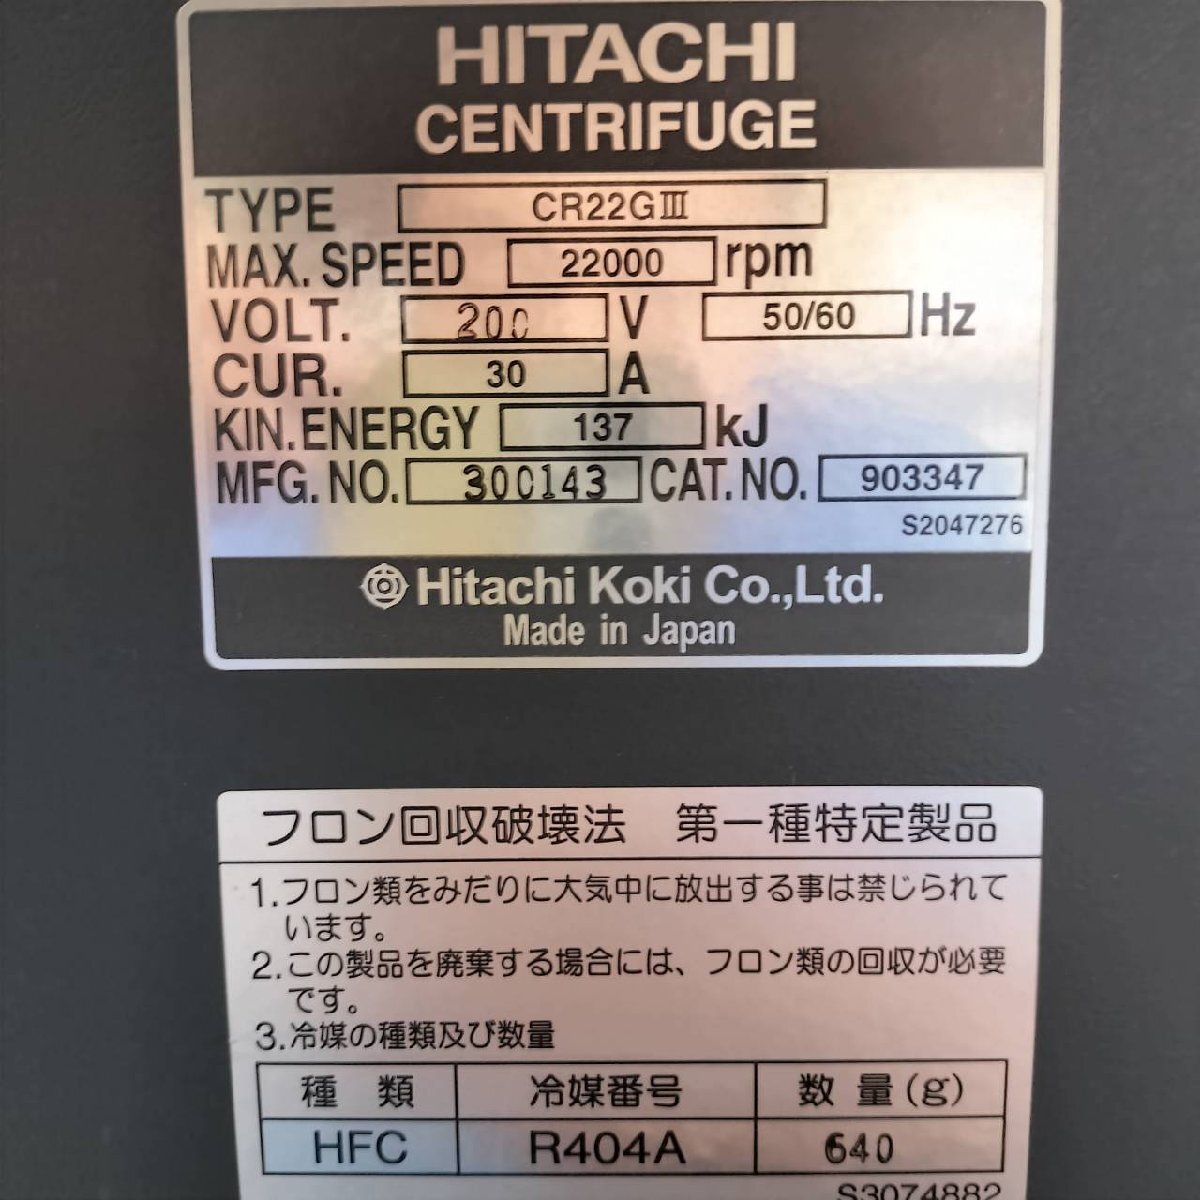 HITACHI
CENTRIFUGE
TYPE CR22GⅢ
MAX. SPEED 22000 rpm
VOLT. 200 V 50/60 Hz
CUR. 30 A
KIN. ENERGY 137 kJ
MFG. NO. 300143 CAT. NO. 903347
S2047276
Hitachi Koki Co.,Ltd.
Made in Japan
フロン回収破壊法 第一種特定製品
1.フロン類をみだりに大気中に放出する事は禁じられて
います。
2.この製品を廃棄する場合には、フロン類の回収が必要
です。
3.冷媒の種類及び数量
種 類 冷媒番号 数 量(g)
HFC R404A 640
S3074882